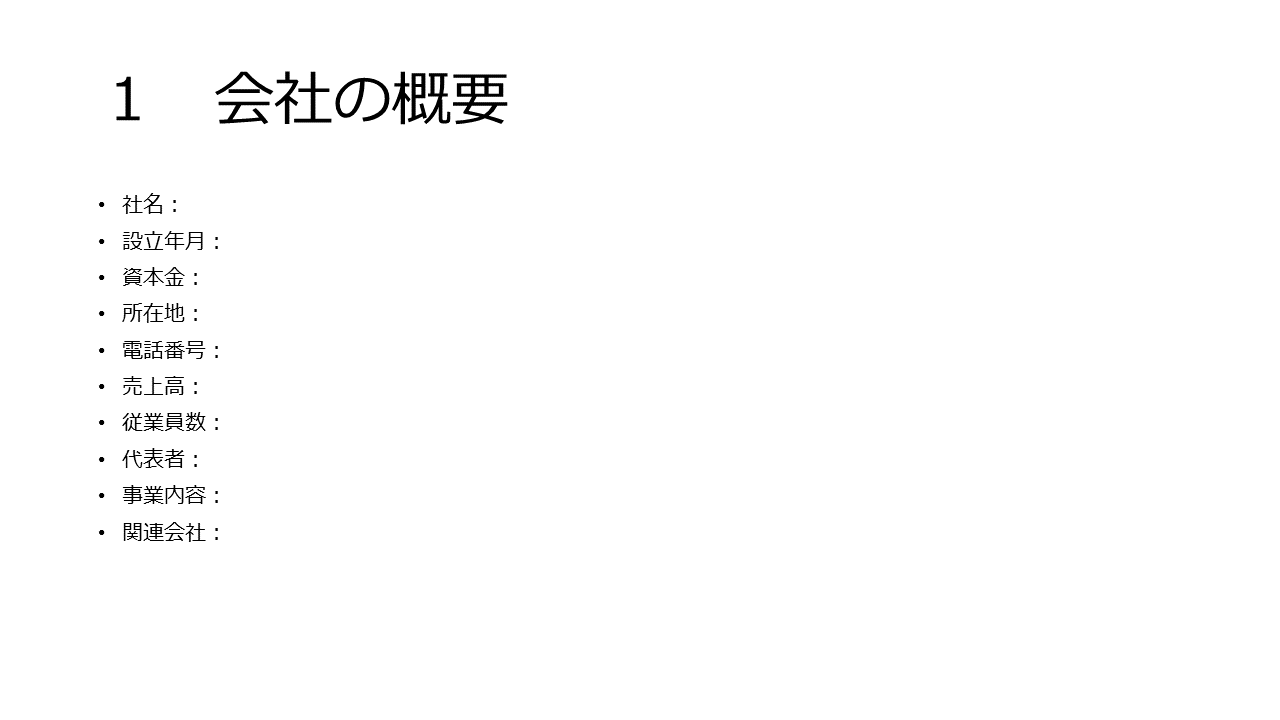 １　会社の概要
• 社名：
• 設立年月：
• 資本金：
• 所在地：
• 電話番号：
• 売上高：
• 従業員数：
• 代表者：
• 事業内容：
• 関連会社：